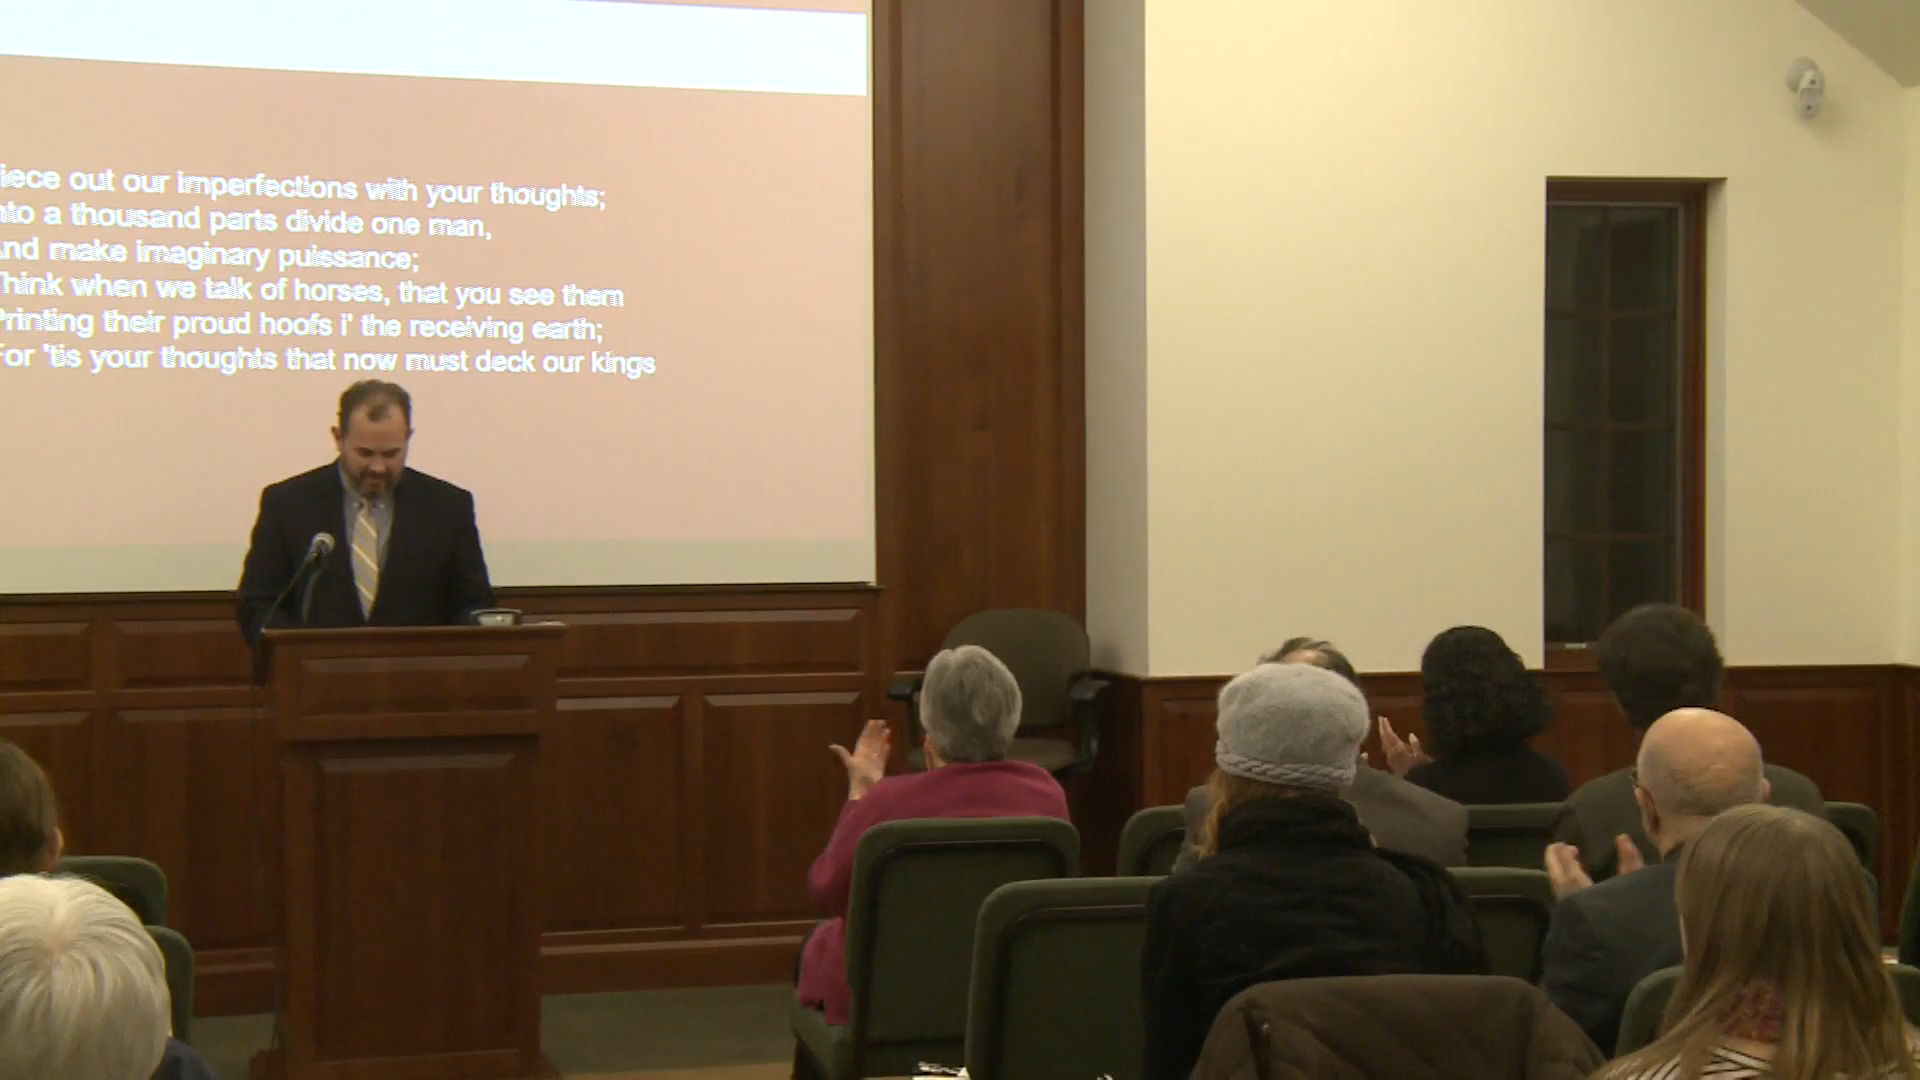 iece out our imperfections with your thoughts;
nto a thousand parts divide one man,
nd make imaginary puissance;
hink when we talk of horses, that you see them
Printing their proud hoofs i' the receiving earth;
For 'tis your thoughts that now must deck our kings